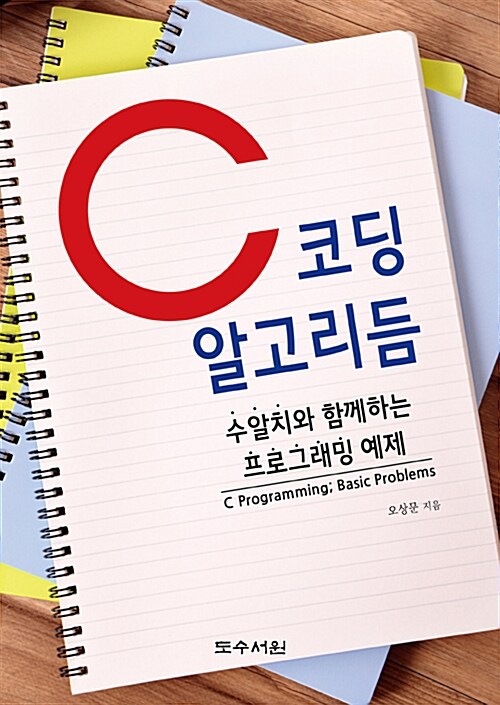 C 코딩
알고리듬
수알치와 함께하는
프로그래밍 예제
C Programming; Basic Problems
오상문 지음
도수서원